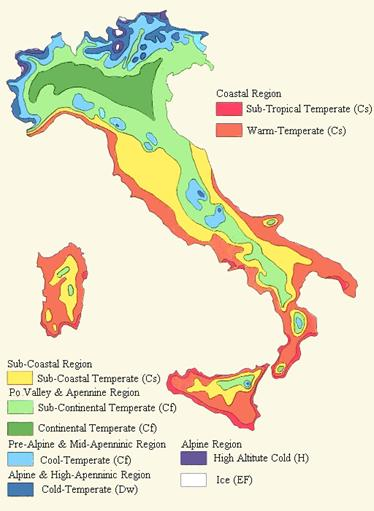 Coastal Region
Sub-Tropical Temperate (Cs)
Warm-Temperate (Cs)
Sub-Coastal Region
Sub-Coastal Temperate (Cs)
Po Valley & Apennine Region
Sub-Continental Temperate (Cf)
Continental Temperate (Cf)
Pre-Alpine & Mid-Apenninic Region
Cool-Temperate (Cf)
Alpine & High-Apenninic Region
Cold-Temperate (Dw)
Alpine Region
High Altitute Cold (H)
Ice (EF)